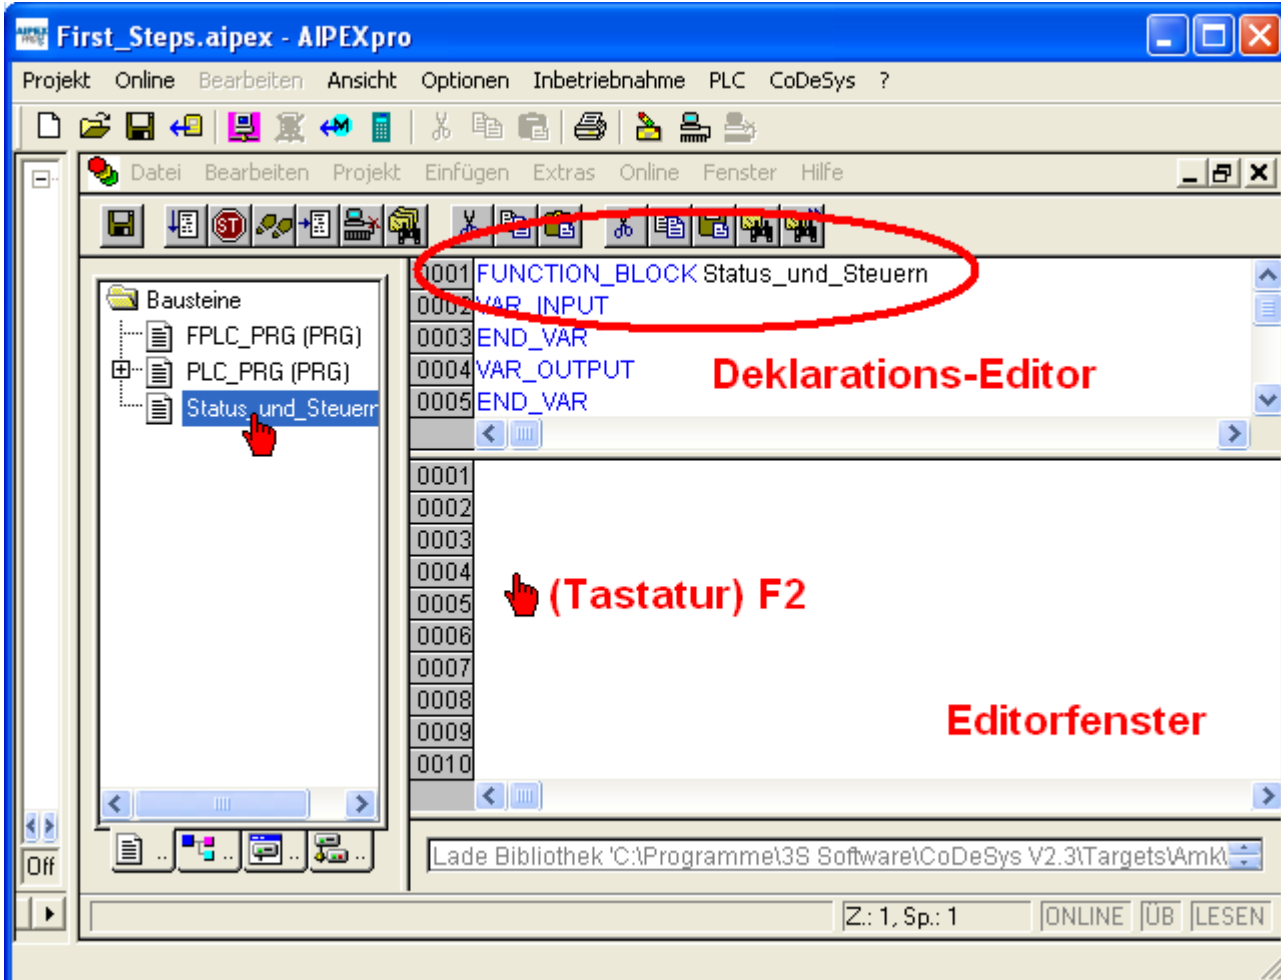 First_Steps.aipex - AIPEXpro
Projekt Online Bearbeiten Ansicht Optionen Inbetriebnahme PLC CoDeSys ?
Datei Bearbeiten Projekt Einfügen Extras Online Fenster Hilfe
ST
Bausteine
FPLC_PRG (PRG)
PLC_PRG (PRG)
Status_und_Steuern
0001 FUNCTION_BLOCK Status_und_Steuern
0002 VAR_INPUT
0003 END_VAR
0004 VAR_OUTPUT
0005 END_VAR
Deklarations-Editor
0001
0002
0003
0004
0005
0006
0007
0008
0009
0010
(Tastatur) F2
Editorfenster
.. .. .. ..
Off
Lade Bibliothek 'C:\Programme\3S Software\CoDeSys V2.3\Targets\Amk\
Z.: 1, Sp.: 1 ONLINE ÜB LESEN